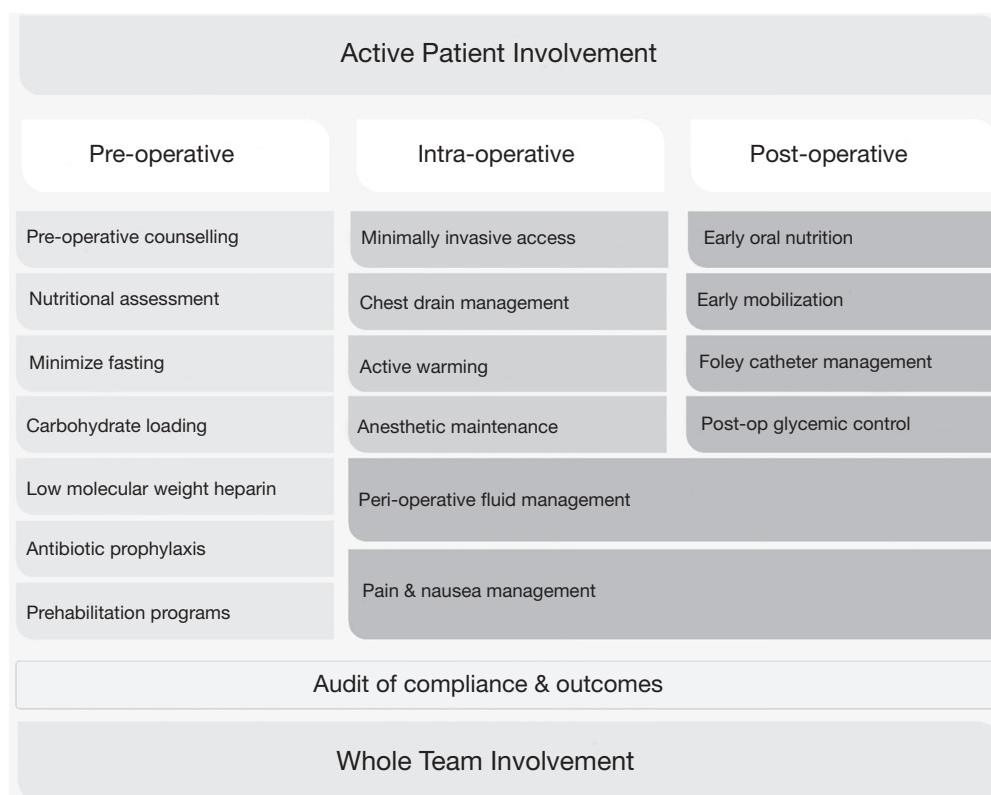 Active Patient Involvement
Pre-operative
Intra-operative
Post-operative
Pre-operative counselling
Nutritional assessment
Minimize fasting
Carbohydrate loading
Low molecular weight heparin
Antibiotic prophylaxis
Prehabilitation programs
Minimally invasive access
Chest drain management
Active warming
Anesthetic maintenance
Early oral nutrition
Early mobilization
Foley catheter management
Post-op glycemic control
Peri-operative fluid management
Pain & nausea management
Audit of compliance & outcomes
Whole Team Involvement